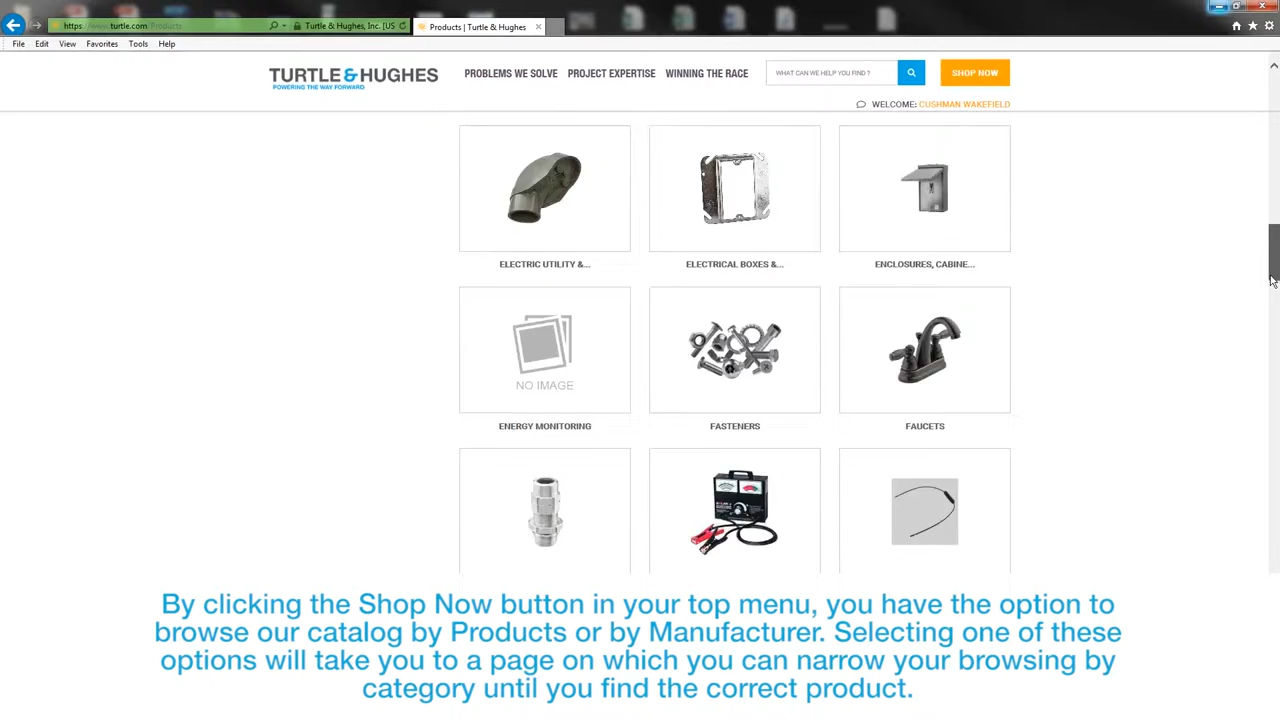 https://www.turtle.com/Products
Turtle & Hughes, Inc. [US
Products | Turtle & Hughes
File Edit View Favorites Tools Help
TURTLE&HUGHES
POWERING THE WAY FORWARD
PROBLEMS WE SOLVE PROJECT EXPERTISE WINNING THE RACE
WHAT CAN WE HELP YOU FIND ?
SHOP NOW
WELCOME: CUSHMAN WAKEFIELD
ELECTRIC UTILITY &... ELECTRICAL BOXES &... ENCLOSURES, CABINE...
NO IMAGE
ENERGY MONITORING FASTENERS FAUCETS
By clicking the Shop Now button in your top menu, you have the option to
browse our catalog by Products or by Manufacturer. Selecting one of these
options will take you to a page on which you can narrow your browsing by
category until you find the correct product.